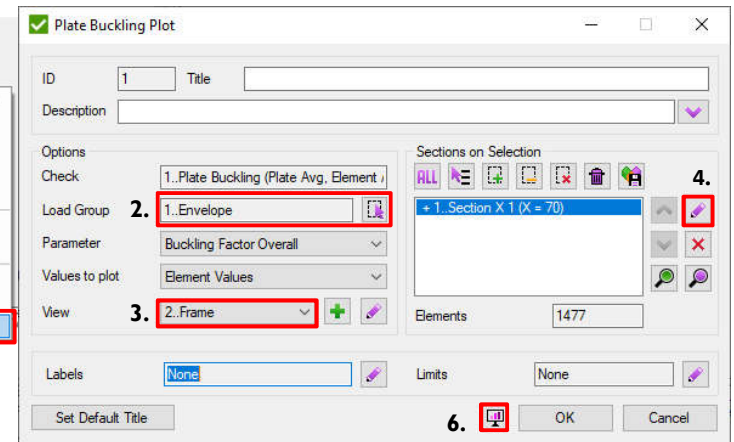 Plate Buckling Plot
ID 1 Title
Description
Options
Check 1..Plate Buckling (Plate Avg, Element /
Load Group 2. 1..Envelope
Parameter Buckling Factor Overall
Values to plot Element Values
View 3. 2..Frame
Sections on Selection
ALL
4.
+ 1..Section X 1 (X = 70)
Elements 1477
Labels None Limits None
Set Default Title 6. OK Cancel